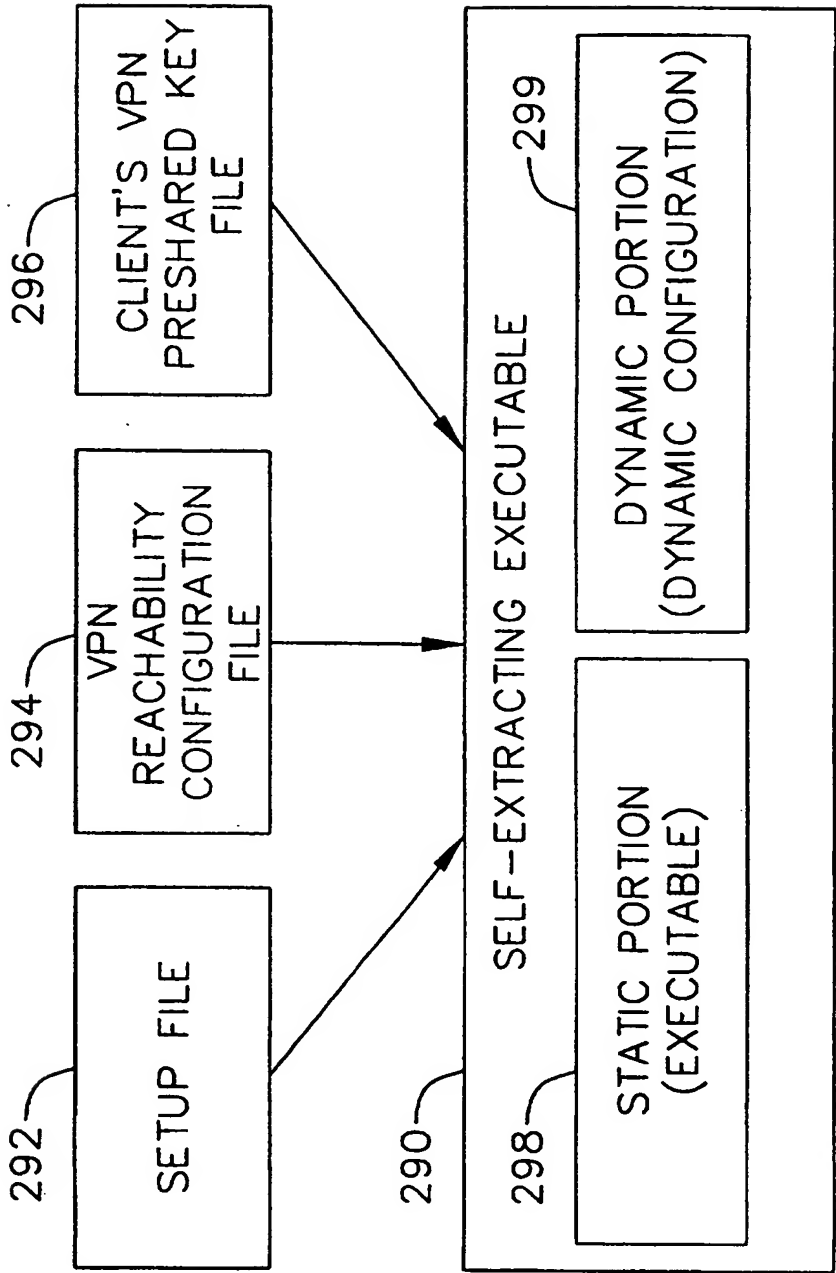 292
SETUP FILE
294
VPN
REACHABILITY
CONFIGURATION
FILE
296
CLIENT'S VPN
PRESHARED KEY
FILE
290
SELF-EXTRACTING EXECUTABLE
298
STATIC PORTION
(EXECUTABLE)
299
DYNAMIC PORTION
(DYNAMIC CONFIGURATION)